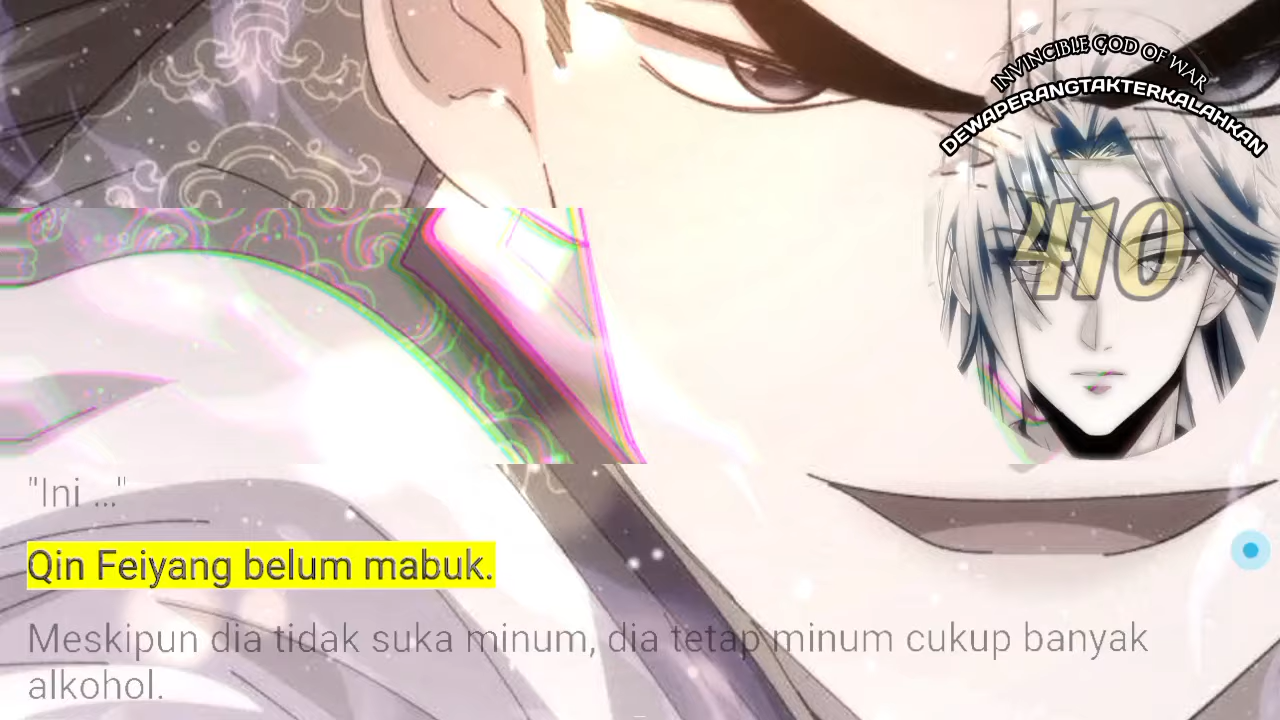 INVINCIBLE GOD OF WAR
DEWAPERANGTAKTERKALAHKAN
410
"Ini ..."
Qin Feiyang belum mabuk.
Meskipun dia tidak suka minum, dia tetap minum cukup banyak
alkohol.